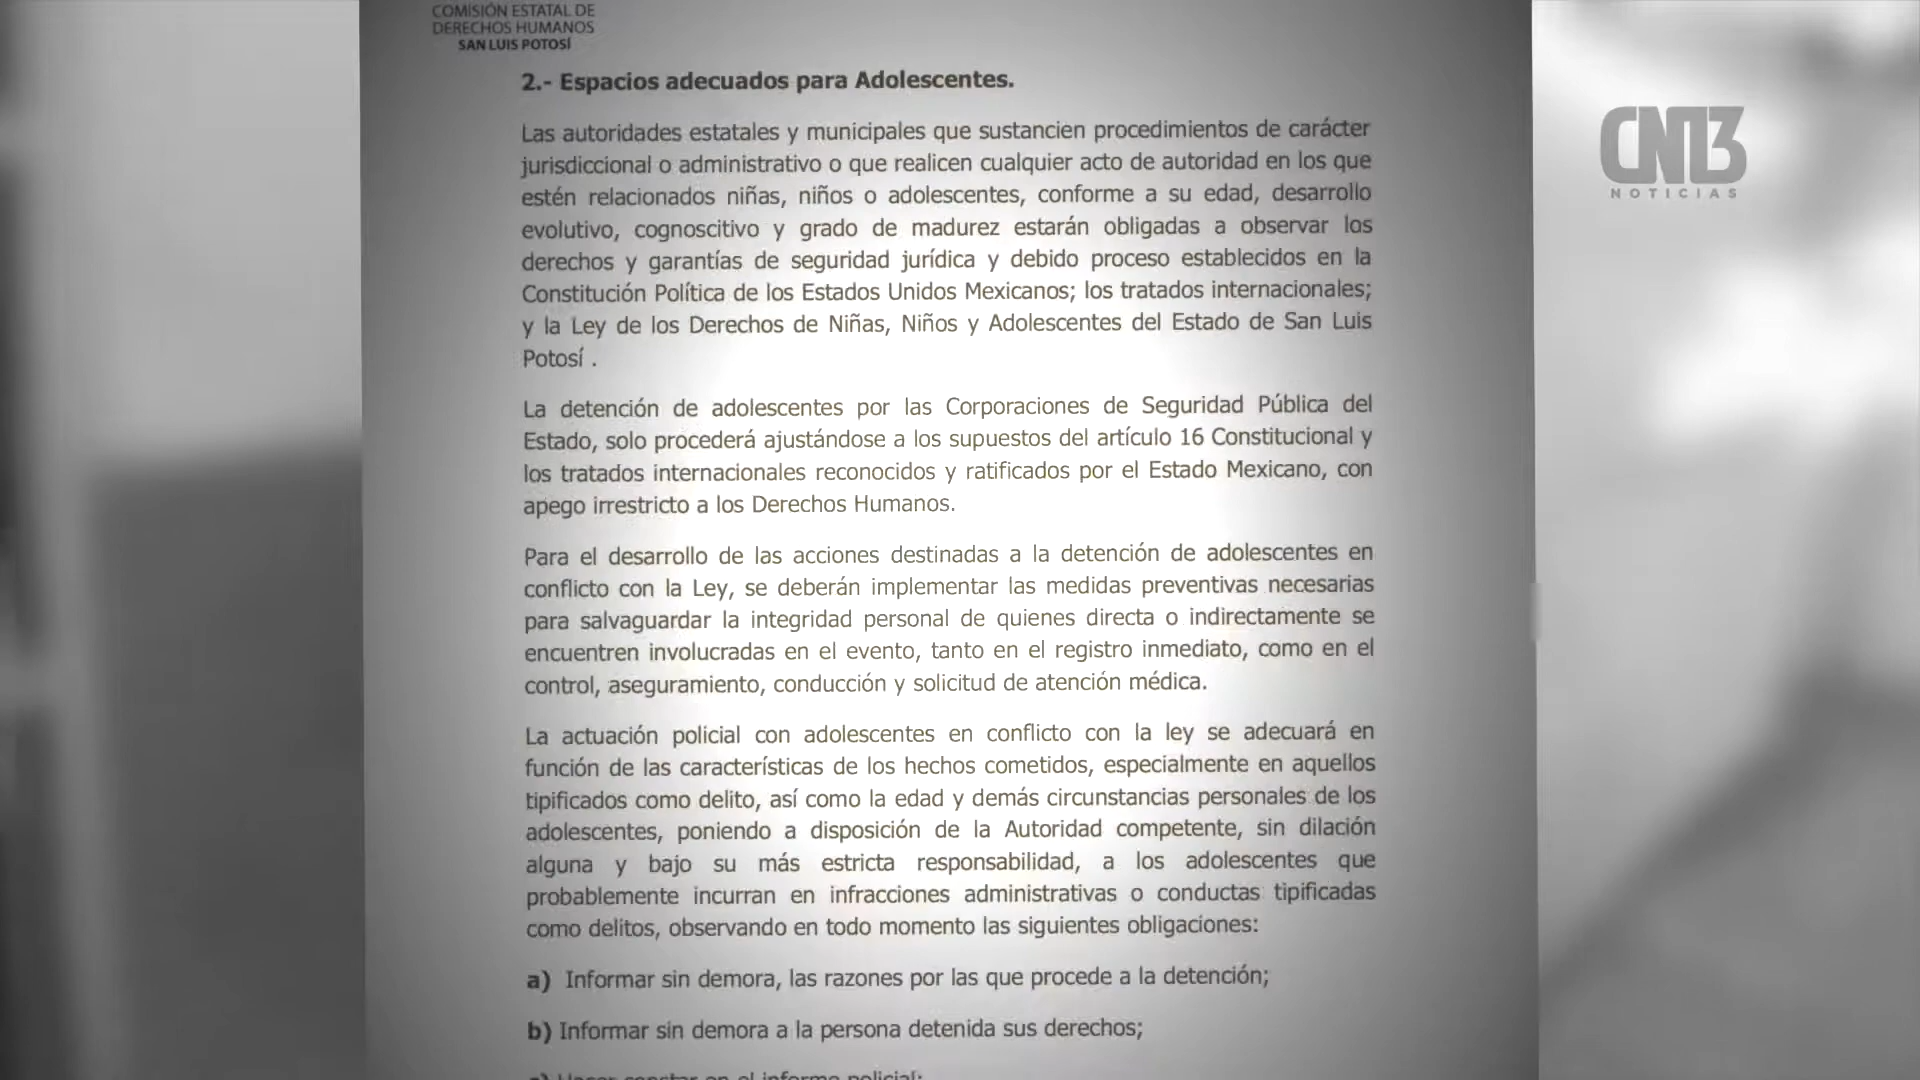 COMISIÓN ESTATAL DE
DERECHOS HUMANOS
SAN LUIS POTOSÍ
2.- Espacios adecuados para Adolescentes.
Las autoridades estatales y municipales que sustancien procedimientos de carácter
jurisdiccional o administrativo o que realicen cualquier acto de autoridad en los que
estén relacionados niñas, niños o adolescentes, conforme a su edad, desarrollo
evolutivo, cognoscitivo y grado de madurez estarán obligadas a observar los
derechos y garantías de seguridad jurídica y debido proceso establecidos en la
Constitución Política de los Estados Unidos Mexicanos; los tratados internacionales;
y la Ley de los Derechos de Niñas, Niños y Adolescentes del Estado de San Luis
Potosí .
La detención de adolescentes por las Corporaciones de Seguridad Pública del
Estado, solo procederá ajustándose a los supuestos del artículo 16 Constitucional y
los tratados internacionales reconocidos y ratificados por el Estado Mexicano, con
apego irrestricto a los Derechos Humanos.
Para el desarrollo de las acciones destinadas a la detención de adolescentes en
conflicto con la Ley, se deberán implementar las medidas preventivas necesarias
para salvaguardar la integridad personal de quienes directa o indirectamente se
encuentren involucradas en el evento, tanto en el registro inmediato, como en el
control, aseguramiento, conducción y solicitud de atención médica.
La actuación policial con adolescentes en conflicto con la ley se adecuará en
función de las características de los hechos cometidos, especialmente en aquellos
tipificados como delito, así como la edad y demás circunstancias personales de los
adolescentes, poniendo a disposición de la Autoridad competente, sin dilación
alguna y bajo su más estricta responsabilidad, a los adolescentes que
probablemente incurran en infracciones administrativas o conductas tipificadas
como delitos, observando en todo momento las siguientes obligaciones:
a) Informar sin demora, las razones por las que procede a la detención;
b) Informar sin demora a la persona detenida sus derechos;
c) Hacer constar en el informe policial:
CN13
NOTICIAS